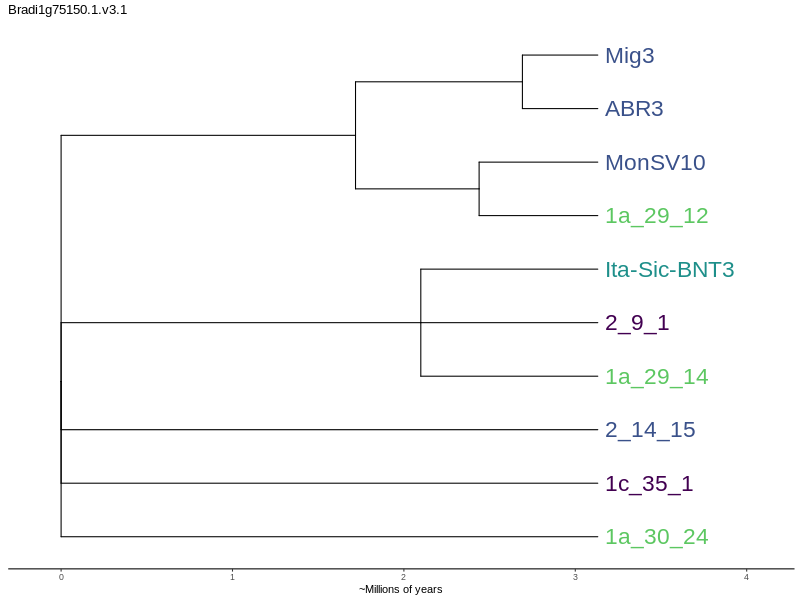 Bradi1g75150.1.v3.1
Mig3
ABR3
MonSV10
1a_29_12
Ita-Sic-BNT3
2_9_1
1a_29_14
2_14_15
1c_35_1
1a_30_24
0 1 2 3 4
~Millions of years